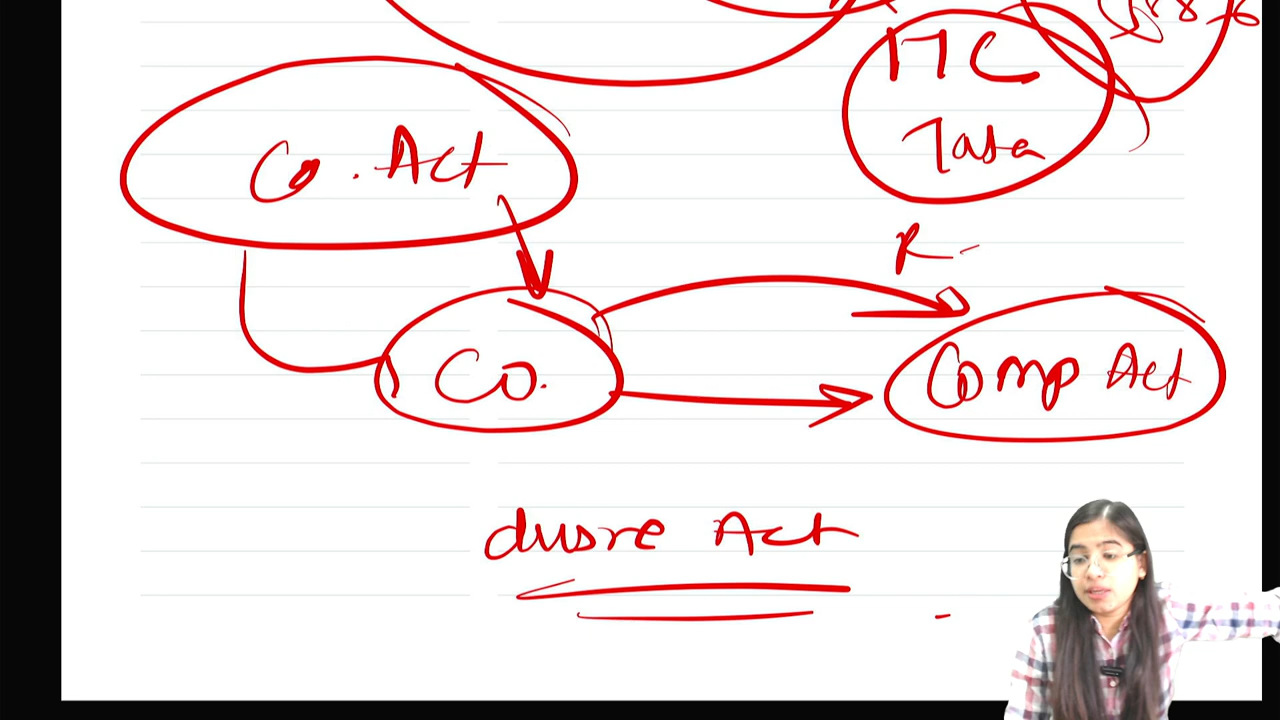 ITC
Tata
Co. Act
R -
Co.
Comp Act
dusre Act